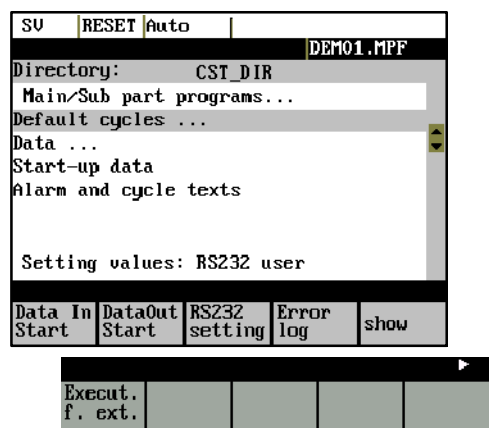 SV RESET Auto
DEMO1.MPF
Directory: CST_DIR
Main/Sub part programs...
Default cycles ...
Data ...
Start-up data
Alarm and cycle texts
Setting values: RS232 user
Data In Start DataOut Start RS232 setting Error log show
Execut. f. ext.